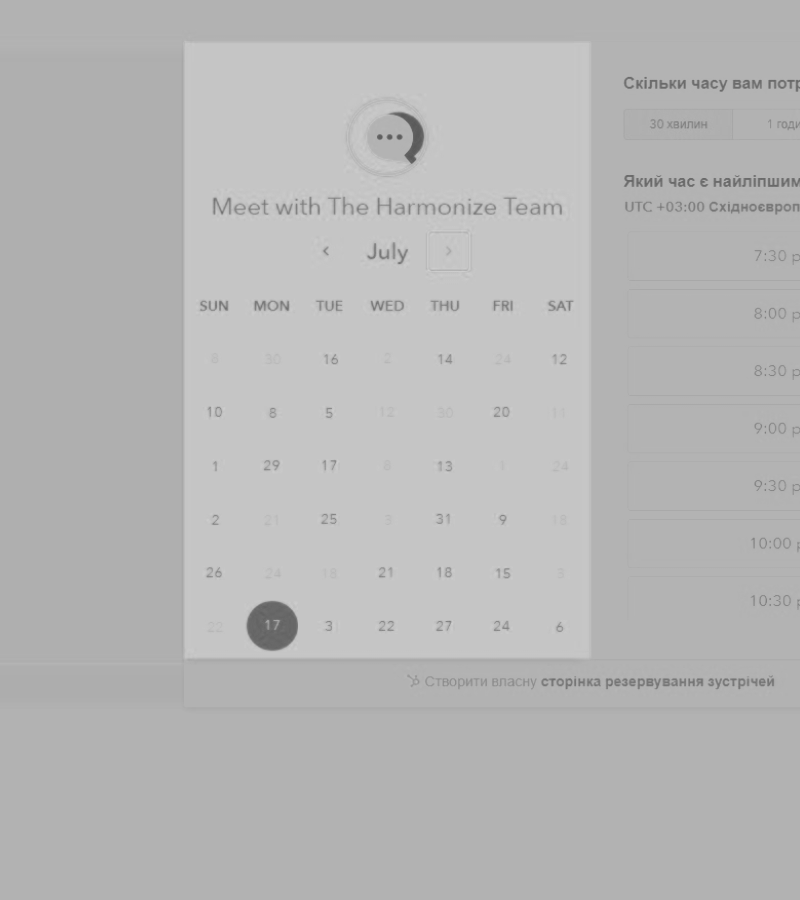 Meet with The Harmonize Team
July
SUN MON TUE WED THU FRI SAT
8 30 16 2 14 24 12
10 8 5 12 30 20 11
1 29 17 8 13 1 24
2 21 25 3 31 9 18
26 24 18 21 18 15 3
22 17 3 22 27 24 6
Скільки часу вам
30 хвилин 1
Який час є найліпшим
UTC +03:00
7:30
8:00
8:30
9:00
9:30
10:00
10:30
Створити власну сторінка резервування зустрічей